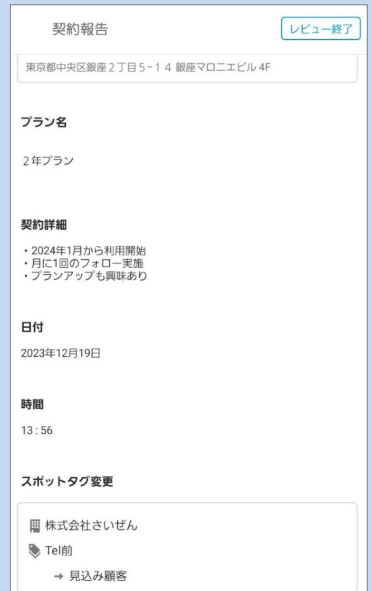 契約報告
レビュー終了
東京都中央区銀座2丁目5-14 銀座マロニエビル 4F
プラン名
2年プラン
契約詳細
・2024年1月から利用開始
・月に1回のフォロー実施
・プランアップも興味あり
日付
2023年12月19日
時間
13:56
スポットタグ変更
株式会社さいぜん
Tel前
→ 見込み顧客